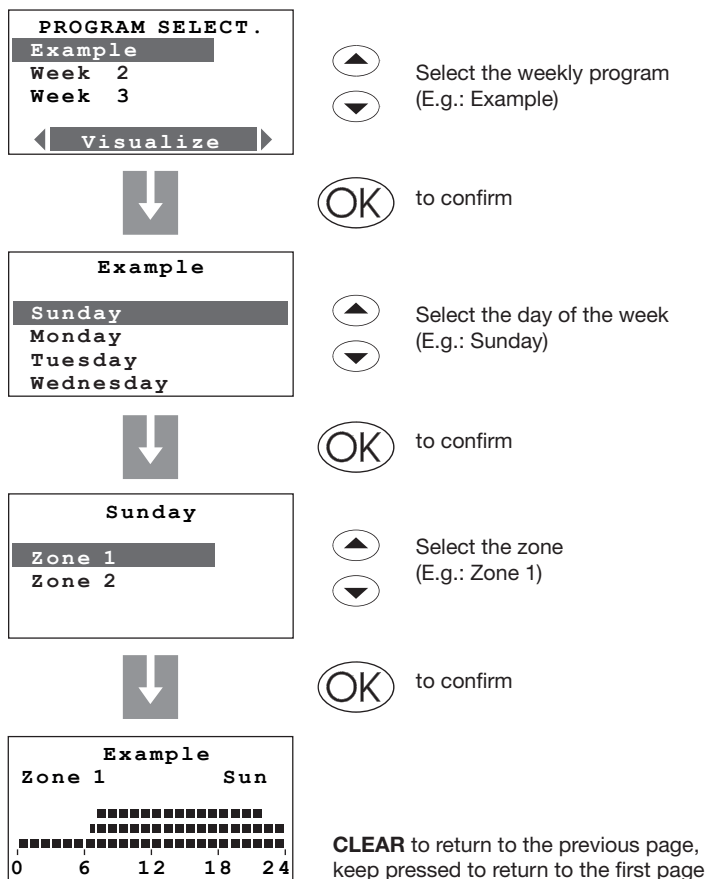 PROGRAM SELECT.
Example
Week 2
Week 3
Visualize
Select the weekly program
(E.g.: Example)
OK
to confirm
Example
Sunday
Monday
Tuesday
Wednesday
Select the day of the week
(E.g.: Sunday)
OK
to confirm
Sunday
Zone 1
Zone 2
Select the zone
(E.g.: Zone 1)
OK
to confirm
Example
Zone 1 Sun
0 6 12 18 24
CLEAR to return to the previous page,
keep pressed to return to the first page